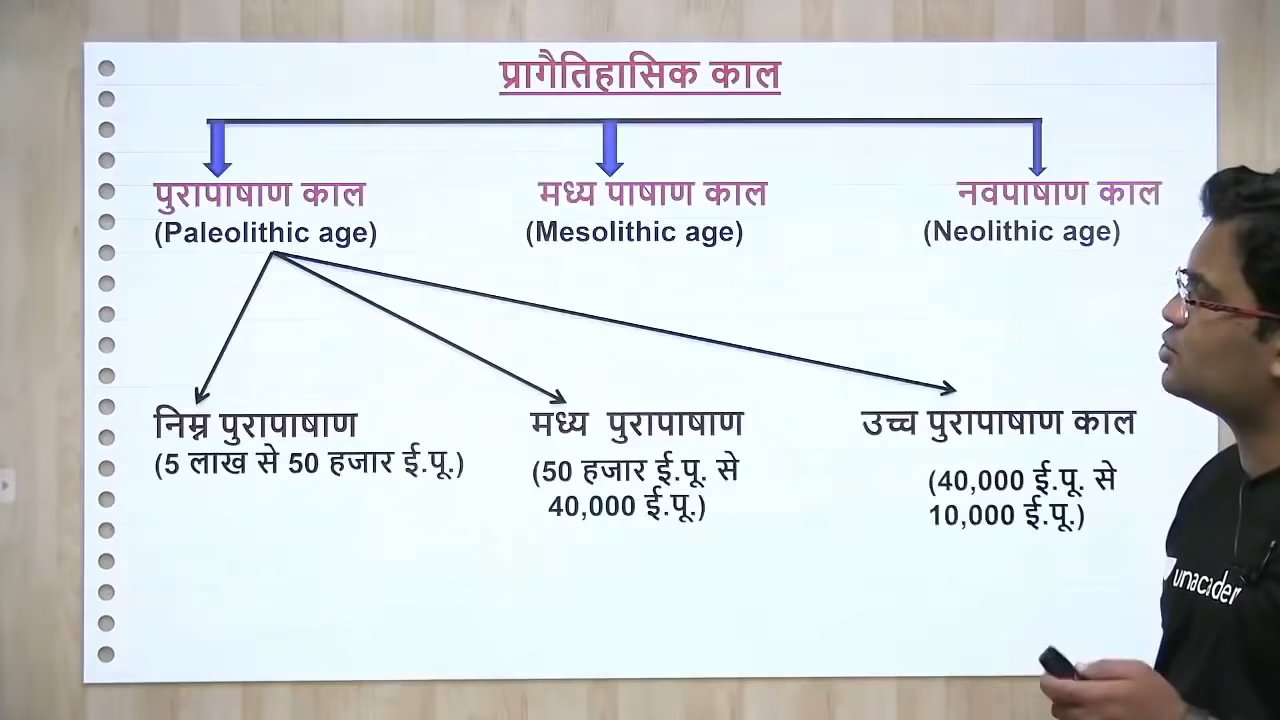 प्रागैतिहासिक काल
पुरापाषाण काल
(Paleolithic age)
मध्य पाषाण काल
(Mesolithic age)
नवपाषाण काल
(Neolithic age)
निम्न पुरापाषाण
(5 लाख से 50 हजार ई.पू.)
मध्य पुरापाषाण
(50 हजार ई.पू. से
40,000 ई.पू.)
उच्च पुरापाषाण काल
(40,000 ई.पू. से
10,000 ई.पू.)